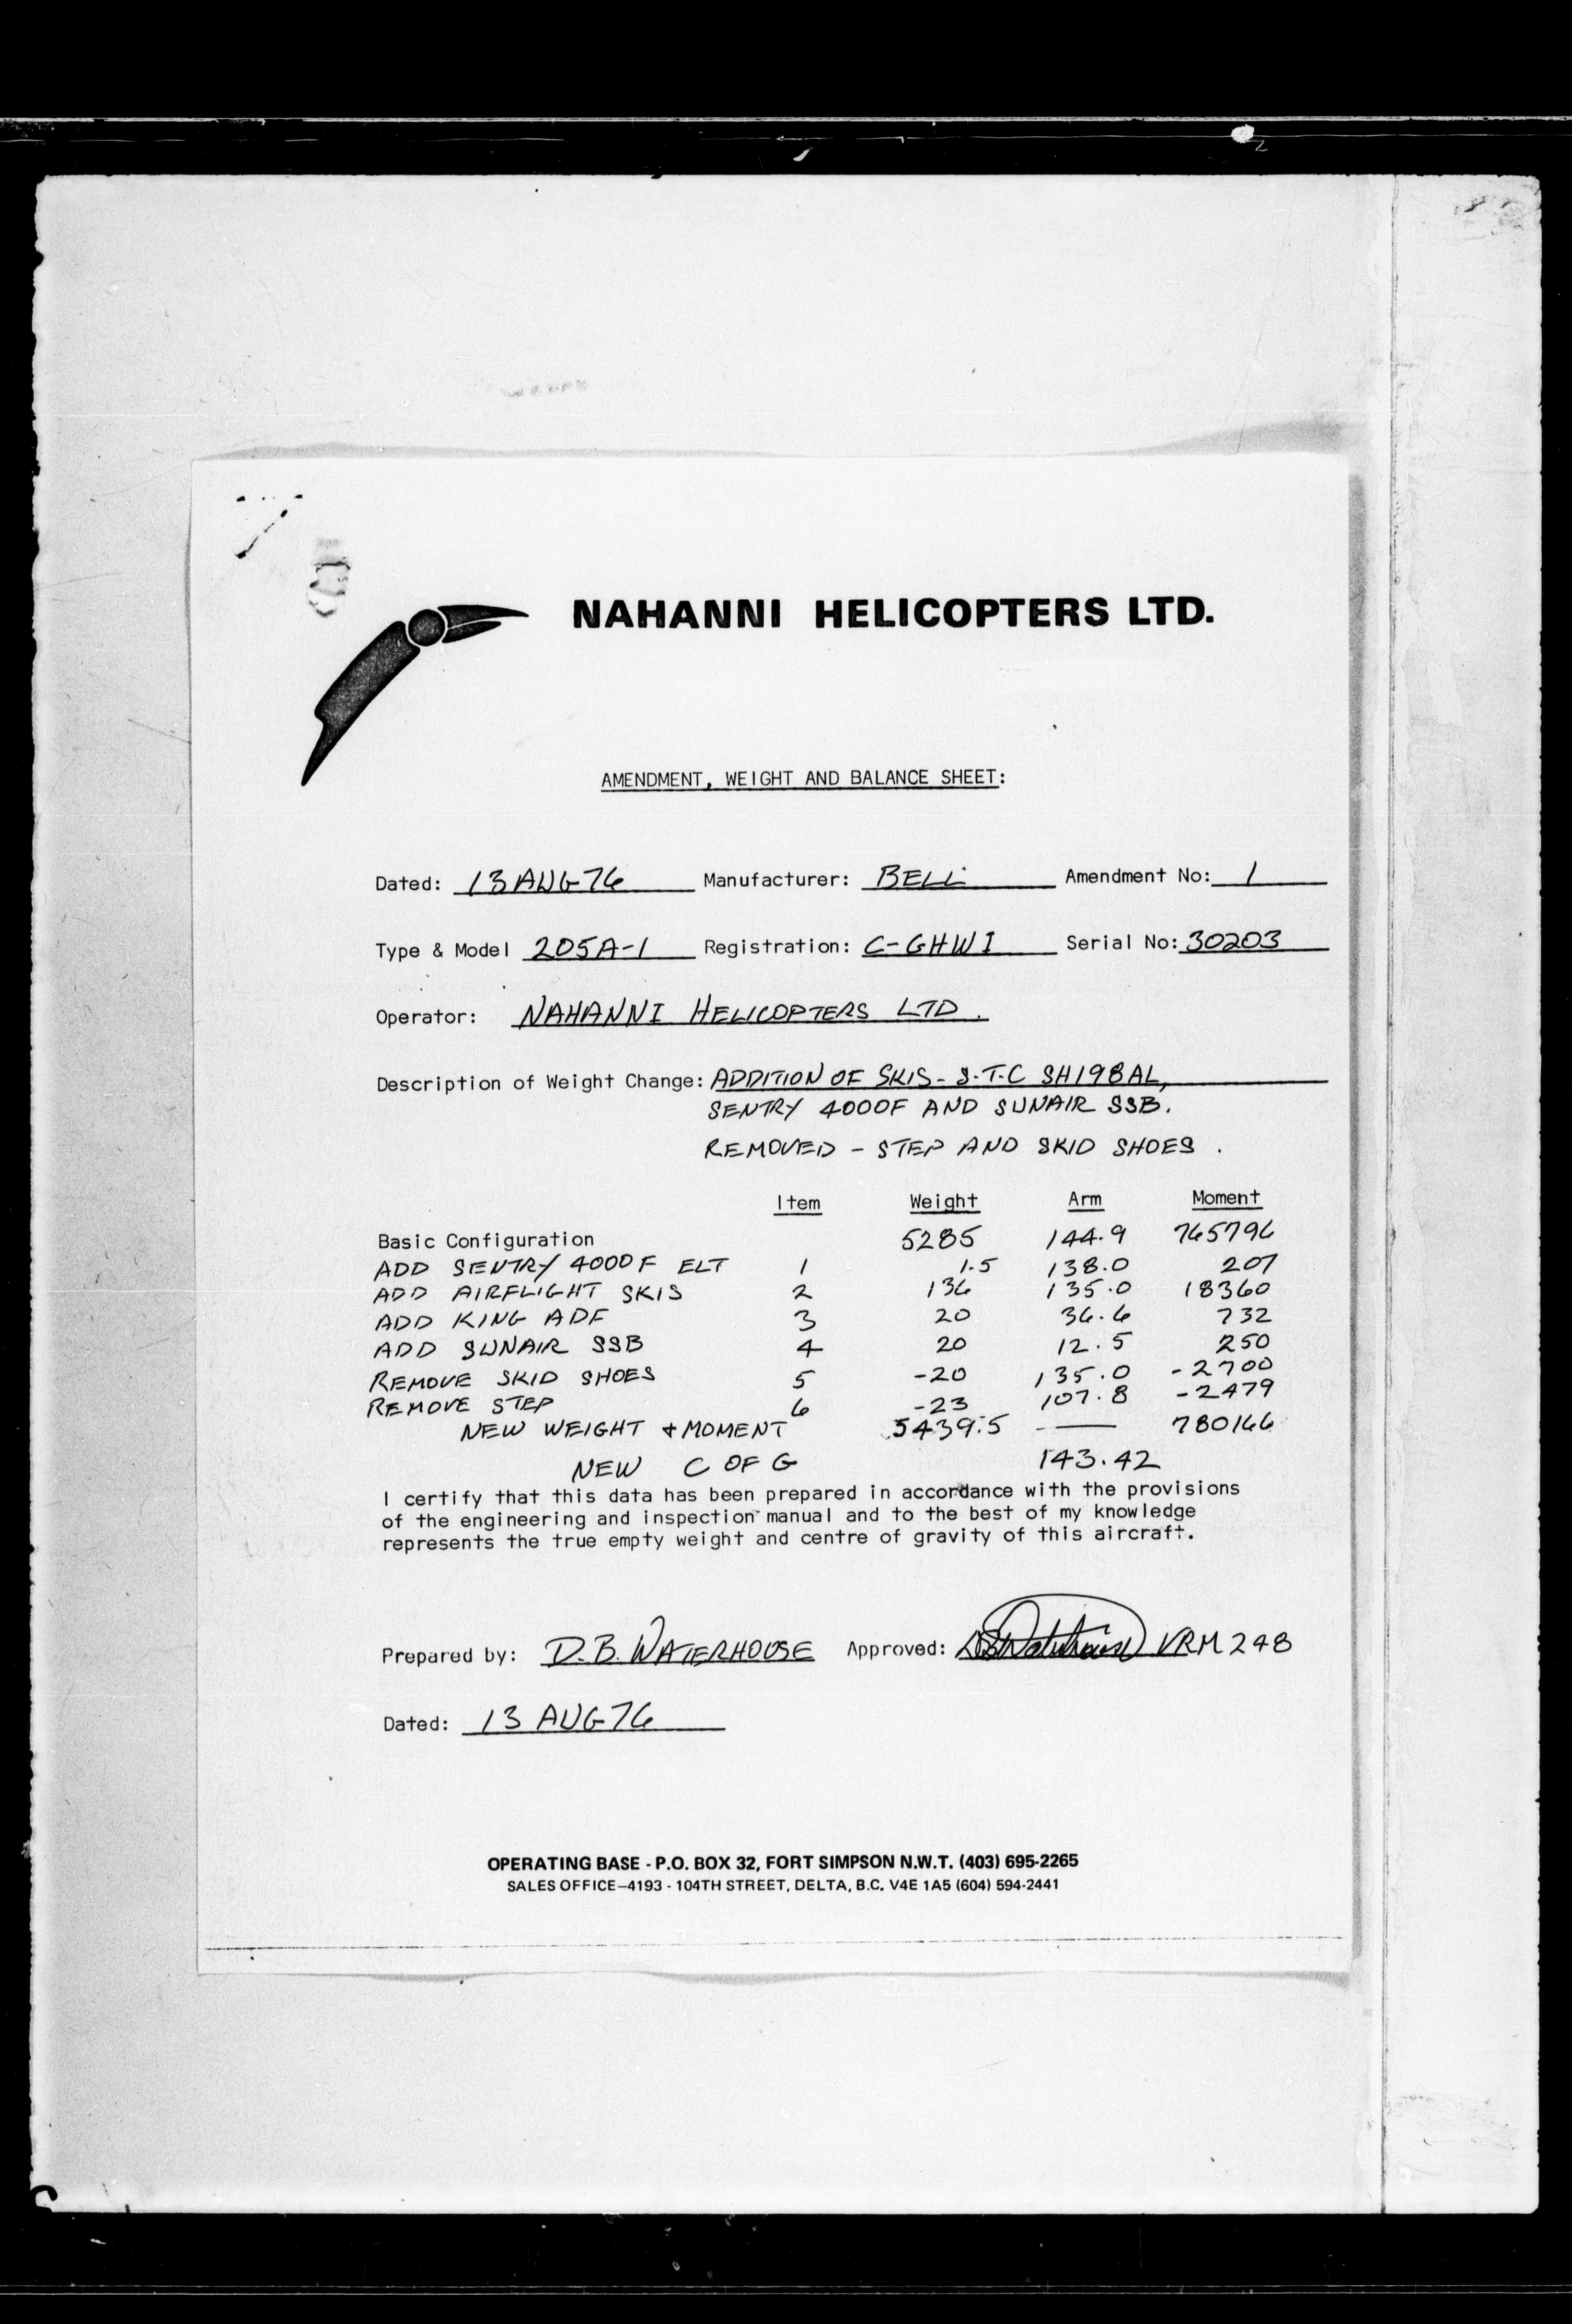 NAHANNI HELICOPTERS LTD.
AMENDMENT, WEIGHT AND BALANCE SHEET:
Dated: 13 AUG 76 Manufacturer: BELL Amendment No: 1
Type & Model 205A-1 Registration: C-GHWI Serial No: 30203
Operator: NAHANNI HELICOPTERS LTD.
Description of Weight Change: ADDITION OF SKIS - S.T.C SH198AL,
SENTRY 4000F AND SUNAIR SSB.
REMOVED - STEP AND SKID SHOES.
Item Weight Arm Moment
Basic Configuration 5285 144.9 765796
ADD SENTRY 4000F ELT 1 1.5 138.0 207
ADD AIRFLIGHT SKIS 2 136 135.0 18360
ADD KING ADF 3 20 36.6 732
ADD SUNAIR SSB 4 20 12.5 250
REMOVE SKID SHOES 5 -20 135.0 -2700
REMOVE STEP 6 -23 107.8 -2479
NEW WEIGHT & MOMENT 5439.5 - — 780166
NEW C OF G 143.42
I certify that this data has been prepared in accordance with the provisions
of the engineering and inspection manual and to the best of my knowledge
represents the true empty weight and centre of gravity of this aircraft.
Prepared by: D.B. WATERHOUSE Approved: DBWaterhouse VRM 248
Dated: 13 AUG 76
OPERATING BASE - P.O. BOX 32, FORT SIMPSON N.W.T. (403) 695-2265
SALES OFFICE—4193 - 104TH STREET, DELTA, B.C. V4E 1A5 (604) 594-2441